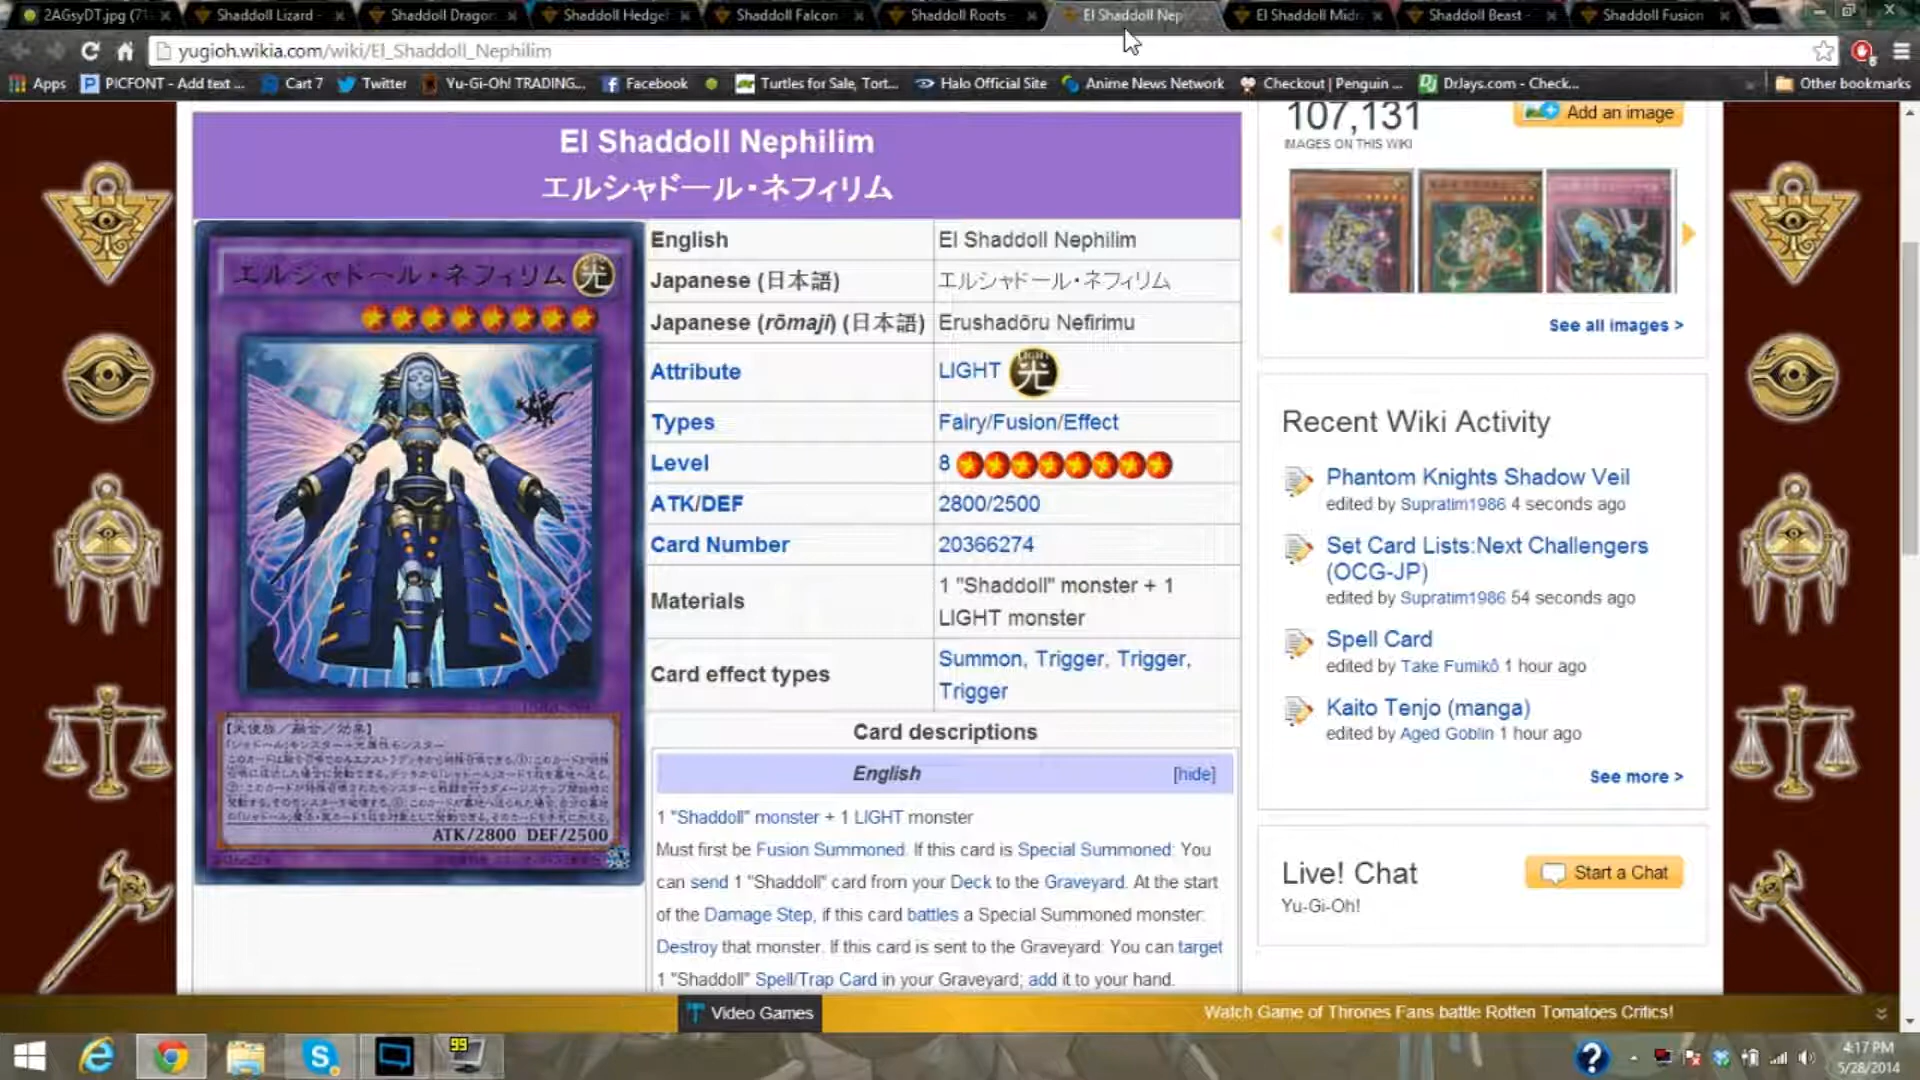 2AGsyDT.jpg (7
Shaddoll Lizard -
Shaddoll Dragon
Shaddoll Hedgeh
Shaddoll Falcon
Shaddoll Roots -
El Shaddoll Nep
El Shaddoll Midr
Shaddoll Beast -
Shaddoll Fusion
yugioh.wikia.com/wiki/El_Shaddoll_Nephilim
Apps
PICFONT - Add text ...
Cart 7
Twitter
Yu-Gi-Oh! TRADING...
Facebook
Turtles for Sale, Tort...
Halo Official Site
Anime News Network
Checkout | Penguin ...
DrJays.com - Check...
Other bookmarks
El Shaddoll Nephilim
エルシャドール・ネフィリム
エルシャドール・ネフィリム 光
【天使族/融合/効果】
ATK/2800 DEF/2500
English El Shaddoll Nephilim
Japanese (日本語) エルシャドール・ネフィリム
Japanese (rōmaji) (日本語) Erushadōru Nefirimu
Attribute LIGHT LIGHT 光
Types Fairy/Fusion/Effect
Level 8
ATK/DEF 2800/2500
Card Number 20366274
Materials 1 "Shaddoll" monster + 1
LIGHT monster
Card effect types Summon, Trigger, Trigger,
Trigger
Card descriptions
English [hide]
1 "Shaddoll" monster + 1 LIGHT monster
Must first be Fusion Summoned. If this card is Special Summoned: You
can send 1 "Shaddoll" card from your Deck to the Graveyard. At the start
of the Damage Step, if this card battles a Special Summoned monster:
Destroy that monster. If this card is sent to the Graveyard: You can target
1 "Shaddoll" Spell/Trap Card in your Graveyard; add it to your hand.
107,131
IMAGES ON THIS WIKI
Add an image
See all images >
Recent Wiki Activity
Phantom Knights Shadow Veil
edited by Supratim1986 4 seconds ago
Set Card Lists:Next Challengers
(OCG-JP)
edited by Supratim1986 54 seconds ago
Spell Card
edited by Take Fumikô 1 hour ago
Kaito Tenjo (manga)
edited by Aged Goblin 1 hour ago
See more >
Live! Chat
Start a Chat
Yu-Gi-Oh!
Video Games
Watch Game of Thrones Fans battle Rotten Tomatoes Critics!
99
4:17 PM
5/28/2014